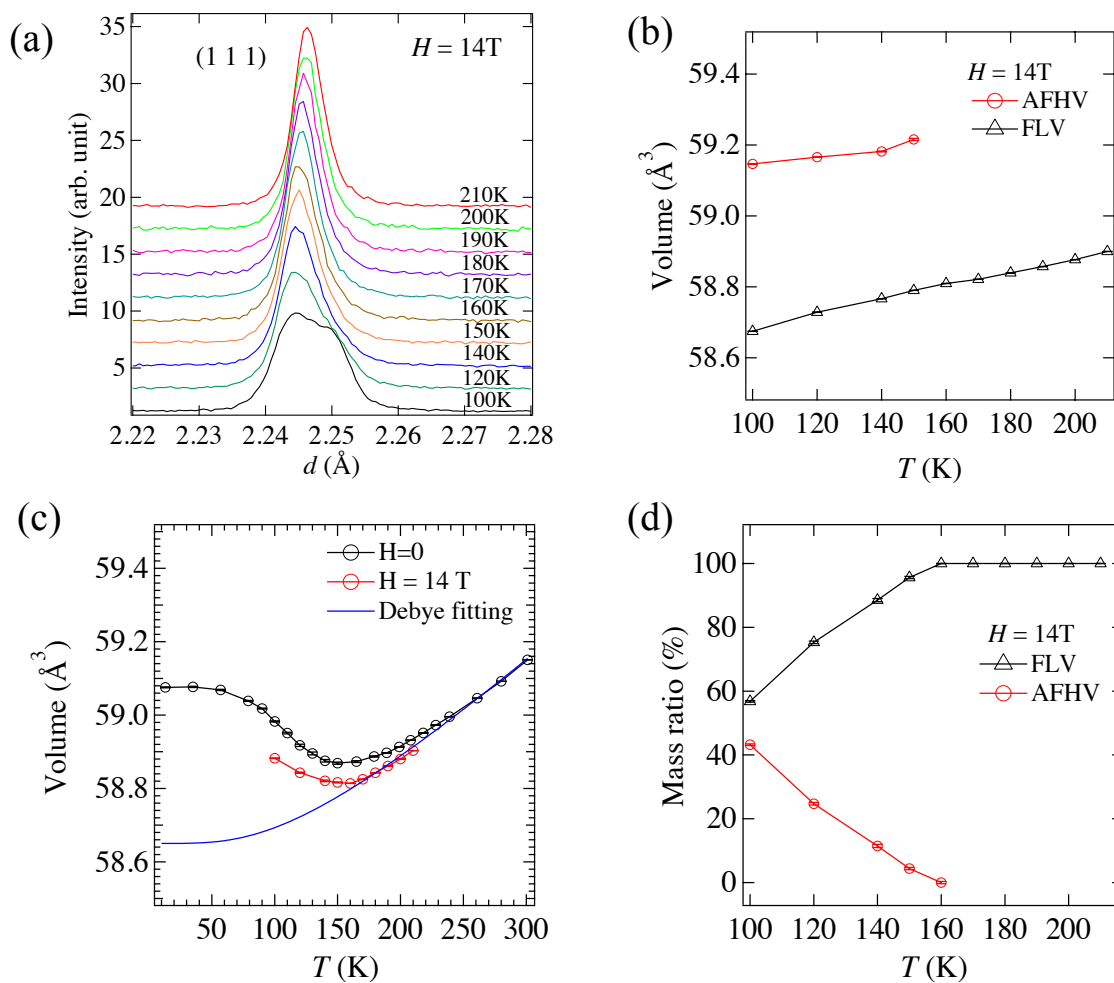 (a)
(1 1 1)
H = 14T
35
30
25
20
15
10
5
Intensity (arb. unit)
210K
200K
190K
180K
170K
160K
150K
140K
120K
100K
2.22 2.23 2.24 2.25 2.26 2.27 2.28
d (Å)
(b)
H = 14T
AFHV
FLV
59.4
59.2
59.0
58.8
58.6
Volume (Å³)
100 120 140 160 180 200
T (K)
(c)
H=0
H = 14 T
Debye fitting
59.4
59.2
59.0
58.8
58.6
Volume (Å³)
50 100 150 200 250 300
T (K)
(d)
100
80
60
40
20
0
Mass ratio (%)
H = 14T
FLV
AFHV
100 120 140 160 180 200
T (K)